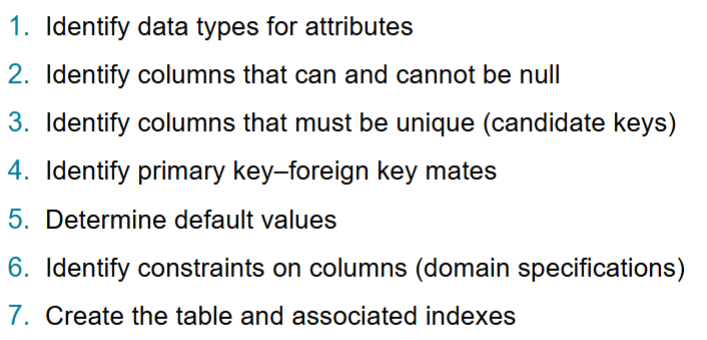 1. Identify data types for attributes
2. Identify columns that can and cannot be null
3. Identify columns that must be unique (candidate keys)
4. Identify primary key–foreign key mates
5. Determine default values
6. Identify constraints on columns (domain specifications)
7. Create the table and associated indexes